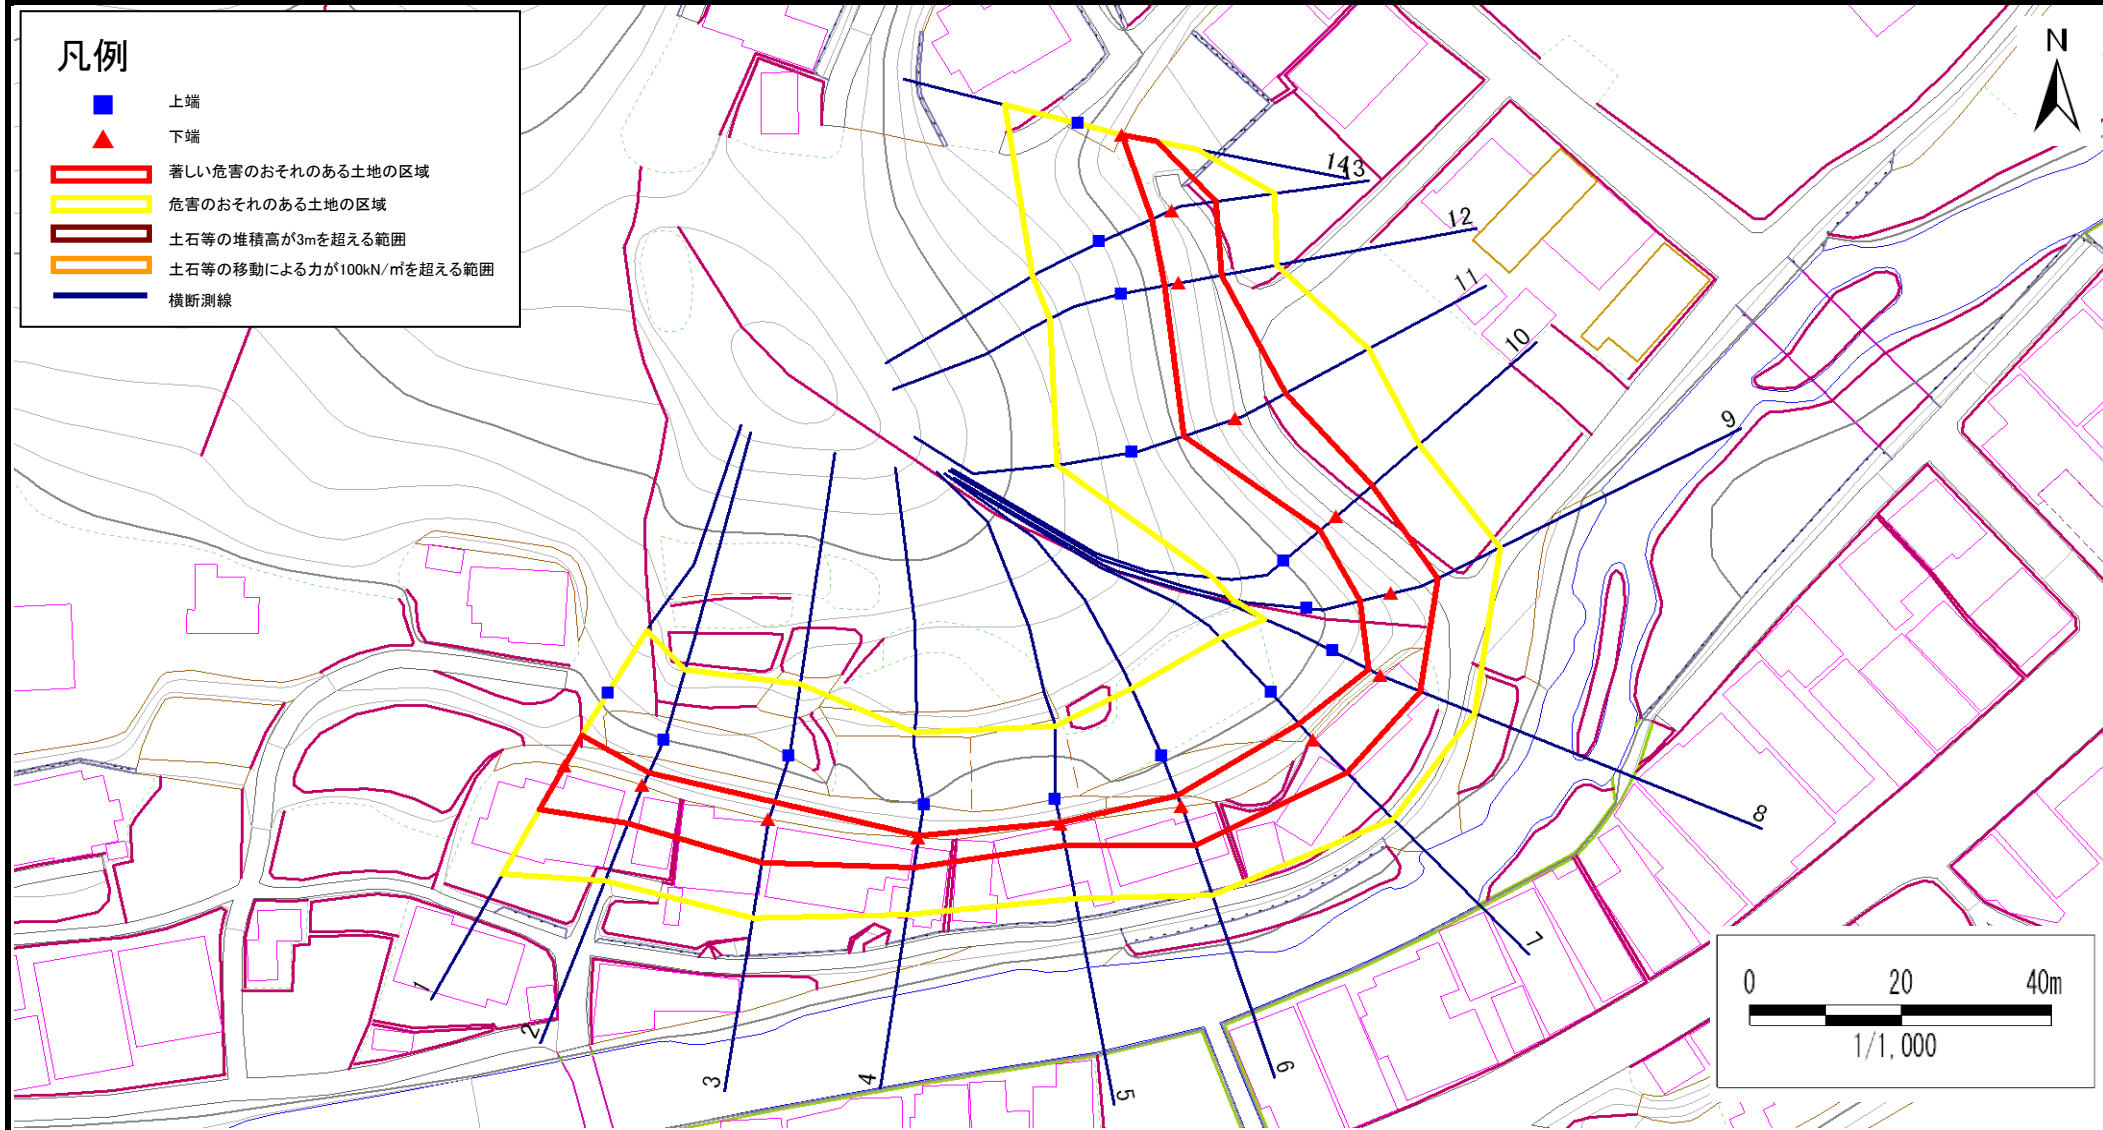 凡例
上端
下端
著しい危害のおそれのある土地の区域
危害のおそれのある土地の区域
土石等の堆積高が3mを超える範囲
土石等の移動による力が100kN/㎡を超える範囲
横断測線
N
14
13
12
11
10
9
8
7
1
2
3
4
5
6
0 20 40m
1/1,000